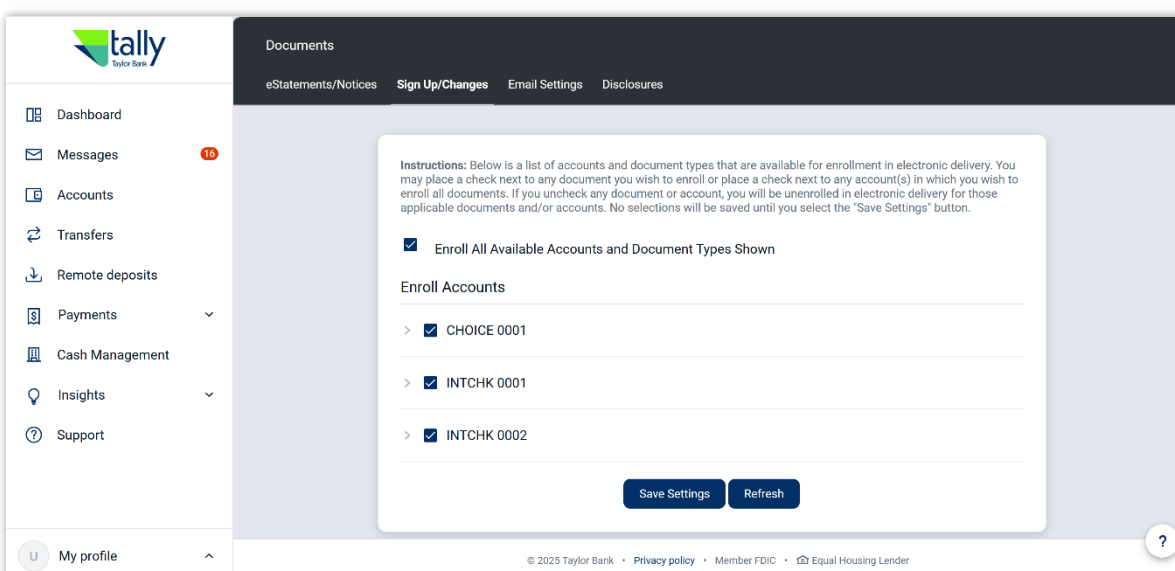 tally
Taylor Bank
Dashboard
Messages 16
Accounts
Transfers
Remote deposits
Payments
Cash Management
Insights
Support
U My profile
Documents
eStatements/Notices Sign Up/Changes Email Settings Disclosures
Instructions: Below is a list of accounts and document types that are available for enrollment in electronic delivery. You
may place a check next to any document you wish to enroll or place a check next to any account(s) in which you wish to
enroll all documents. If you uncheck any document or account, you will be unenrolled in electronic delivery for those
applicable documents and/or accounts. No selections will be saved until you select the "Save Settings" button.
Enroll All Available Accounts and Document Types Shown
Enroll Accounts
CHOICE 0001
INTCHK 0001
INTCHK 0002
Save Settings Refresh
?
© 2025 Taylor Bank • Privacy policy • Member FDIC • Equal Housing Lender